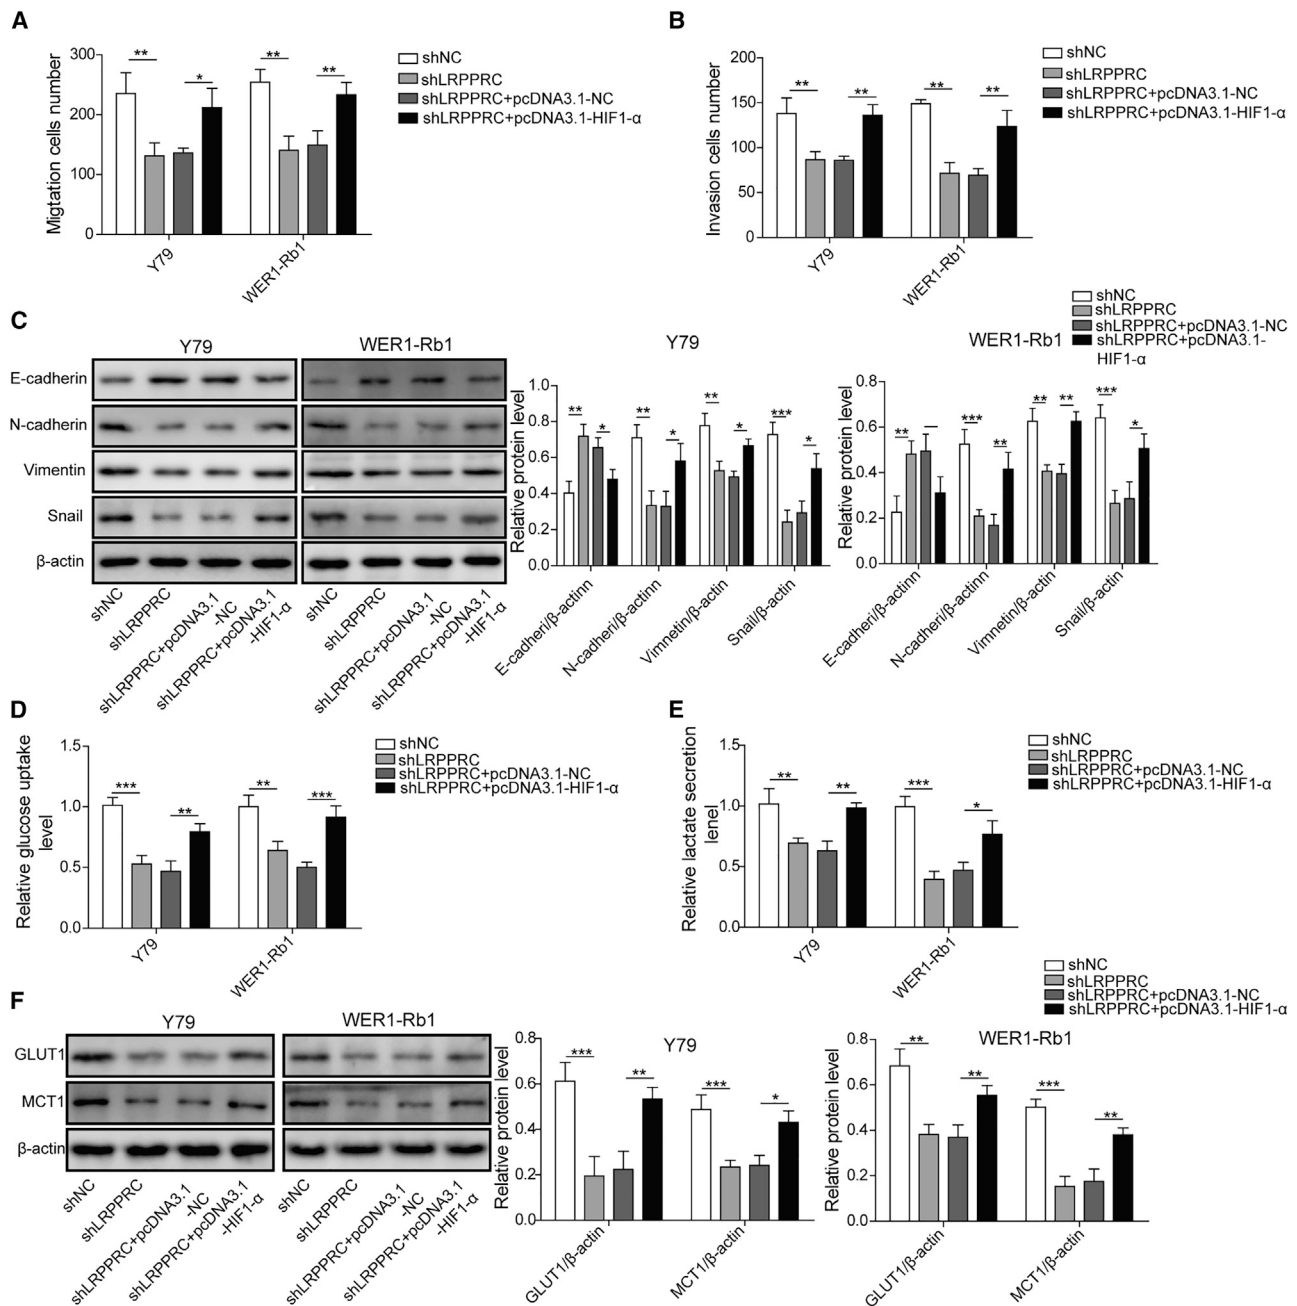 A
Migtation cells number
300
200
100
0
**
*
**
**
Y79
WER1-Rb1
shNC
shLRPPRC
shLRPPRC+pcDNA3.1-NC
shLRPPRC+pcDNA3.1-HIF1-α
B
Invasion cells number
200
150
100
50
0
**
**
**
**
Y79
WER1-Rb1
shNC
shLRPPRC
shLRPPRC+pcDNA3.1-NC
shLRPPRC+pcDNA3.1-HIF1-α
C
Y79
WER1-Rb1
E-cadherin
N-cadherin
Vimentin
Snail
β-actin
shNC
shLRPPRC
shLRPPRC+pcDNA3.1
-NC
shLRPPRC+pcDNA3.1
-HIF1-α
shNC
shLRPPRC
shLRPPRC+pcDNA3.1
-NC
shLRPPRC+pcDNA3.1
-HIF1-α
Y79
Relative protein level
1.0
0.8
0.6
0.4
0.2
0.0
**
*
**
*
**
*
***
*
E-cadheri/β-actinn
N-cadheri/β-actinn
Vimnetin/β-actin
Snail/β-actin
WER1-Rb1
shNC
shLRPPRC
shLRPPRC+pcDNA3.1-NC
shLRPPRC+pcDNA3.1-
HIF1-α
Relative protein level
0.8
0.6
0.4
0.2
0.0
**
***
**
**
**
***
*
E-cadheri/β-actinn
N-cadheri/β-actinn
Vimnetin/β-actin
Snail/β-actin
D
Relative glucose uptake
level
1.5
1.0
0.5
0.0
***
**
**
***
Y79
WER1-Rb1
shNC
shLRPPRC
shLRPPRC+pcDNA3.1-NC
shLRPPRC+pcDNA3.1-HIF1-α
E
Relative lactate secretion
lenel
1.5
1.0
0.5
0.0
**
**
***
*
Y79
WER1-Rb1
shNC
shLRPPRC
shLRPPRC+pcDNA3.1-NC
shLRPPRC+pcDNA3.1-HIF1-α
F
Y79
WER1-Rb1
GLUT1
MCT1
β-actin
shNC
shLRPPRC
shLRPPRC+pcDNA3.1
-NC
shLRPPRC+pcDNA3.1
-HIF1-α
shNC
shLRPPRC
shLRPPRC+pcDNA3.1
-NC
shLRPPRC+pcDNA3.1
-HIF1-α
Y79
Relative protein level
0.8
0.6
0.4
0.2
0.0
***
**
***
*
GLUT1/β-actin
MCT1/β-actin
shNC
shLRPPRC
shLRPPRC+pcDNA3.1-NC
shLRPPRC+pcDNA3.1-HIF1-α
WER1-Rb1
Relative protein level
0.8
0.6
0.4
0.2
0.0
**
**
***
**
GLUT1/β-actin
MCT1/β-actin